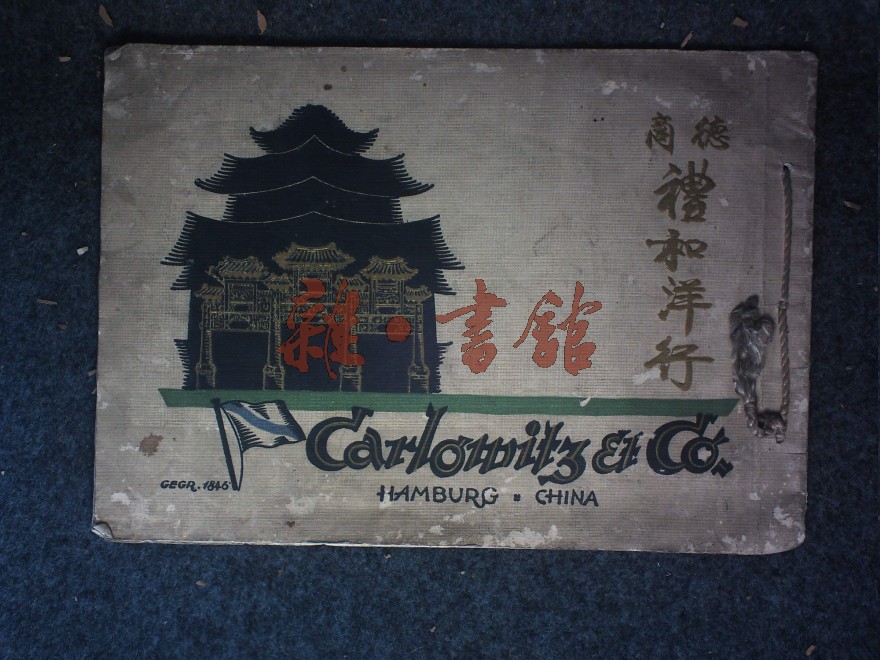 德商
禮和洋行
雜·書館
Carlowitz & Co.
GEGR. 1846
HAMBURG ▪ CHINA